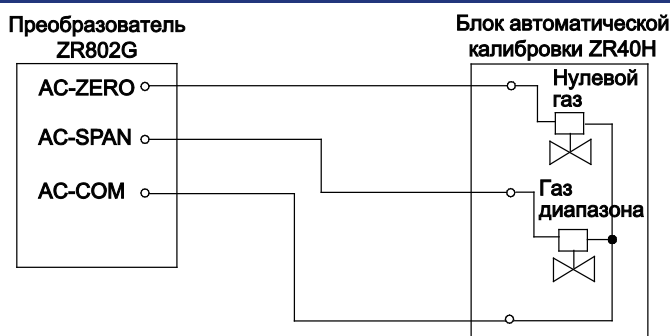 Преобразователь
ZR802G
AC-ZERO
AC-SPAN
AC-COM
Блок автоматической
калибровки ZR40H
Нулевой
газ
Газ
диапазона